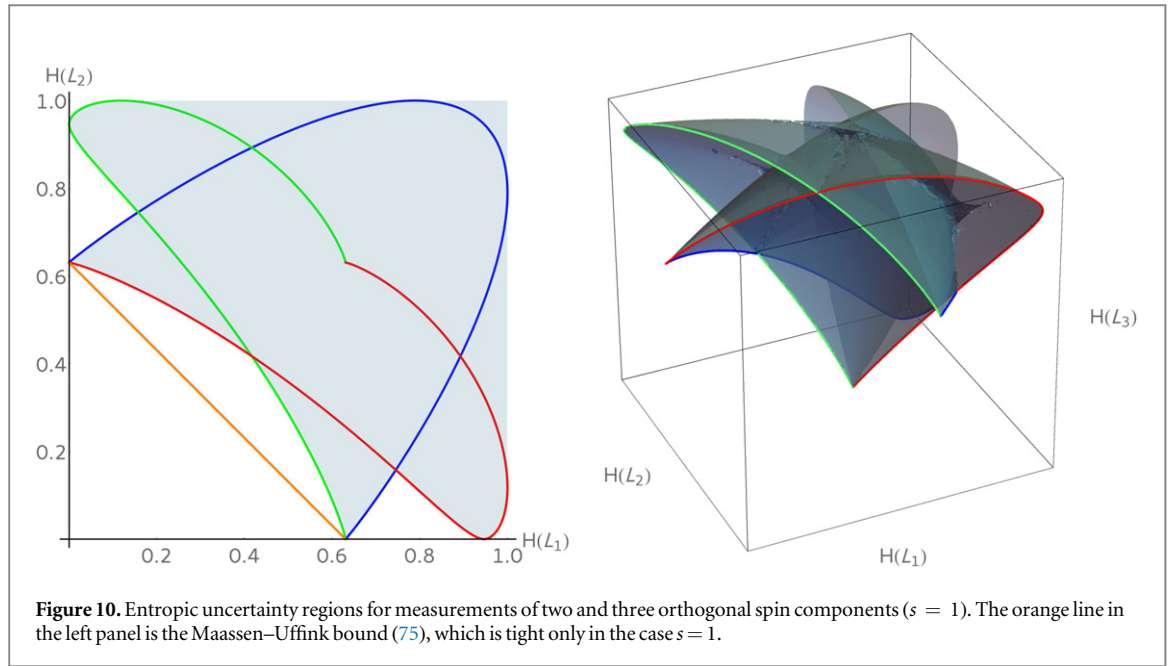 H(L₂)
1.0
0.8
0.6
0.4
0.2
0.2
0.4
0.6
0.8
1.0
H(L₁)
H(L₂)
H(L₁)
H(L₃)
Figure 10. Entropic uncertainty regions for measurements of two and three orthogonal spin components (s = 1). The orange line in
the left panel is the Maassen–Uffink bound (75), which is tight only in the case s = 1.